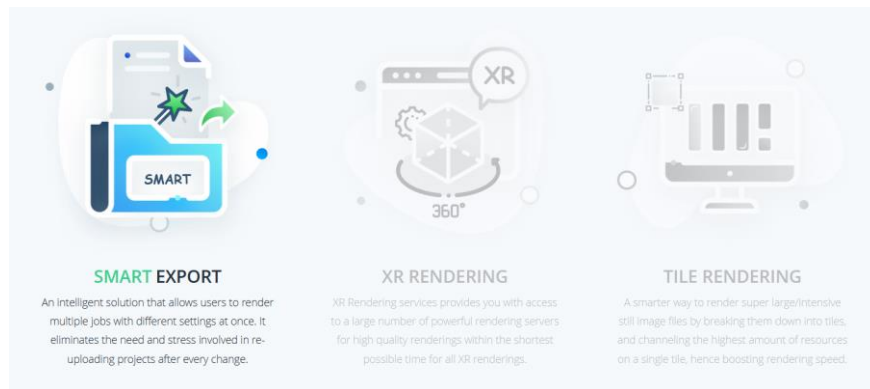 SMART
XR
360°
SMART EXPORT
An intelligent solution that allows users to render
multiple jobs with different settings at once. It
eliminates the need and stress involved in re-
uploading projects after every change.
XR RENDERING
XR Rendering services provides you with access
to a large number of powerful rendering servers
for high quality renderings within the shortest
possible time for all XR renderings.
TILE RENDERING
A smarter way to render super large/intensive
still image files by breaking them down into tiles,
and channeling the highest amount of resources
on a single tile, hence boosting rendering speed.